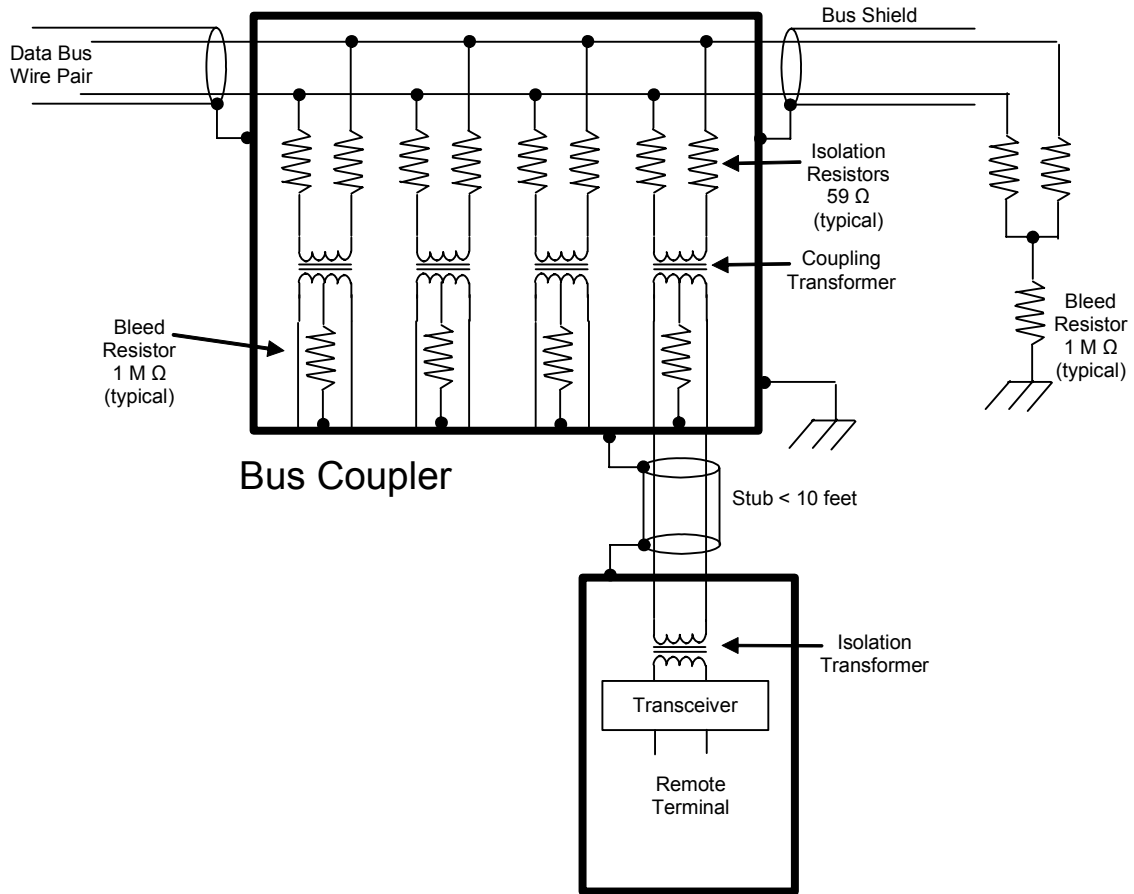 Bus Shield
Data Bus
Wire Pair
Isolation
Resistors
59 Ω
(typical)
Coupling
Transformer
Bleed
Resistor
1 M Ω
(typical)
Bleed
Resistor
1 M Ω
(typical)
Bus Coupler
Stub < 10 feet
Isolation
Transformer
Transceiver
Remote
Terminal